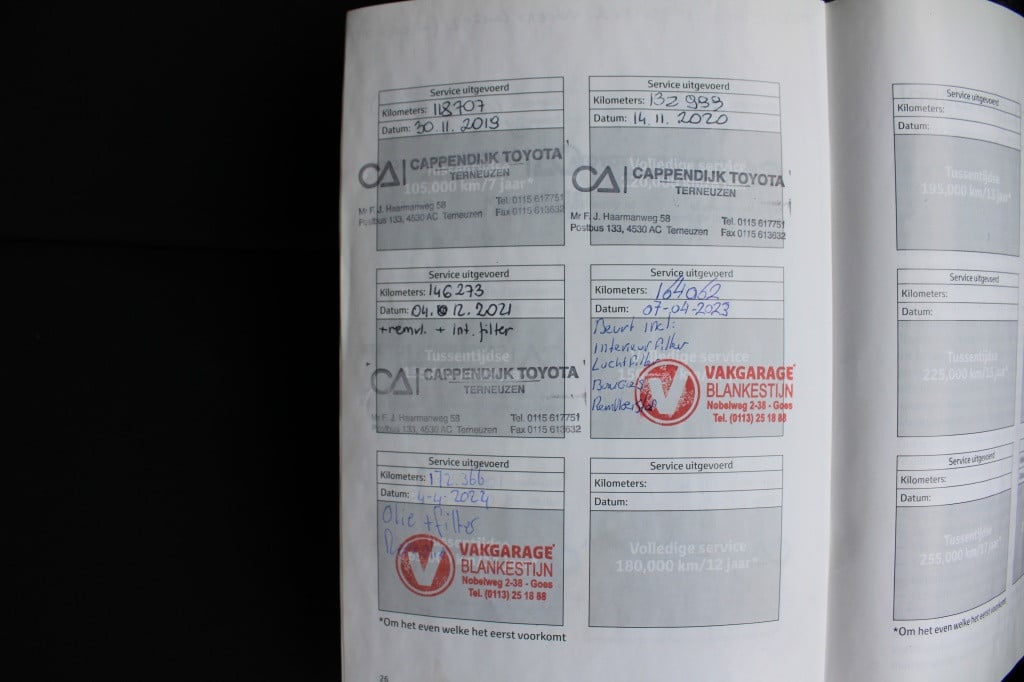 Service uitgevoerd
Kilometers: 118707
Datum: 30.11.2019
CA CAPPENDIJK TOYOTA
TERNEUZEN
105,000 km/7 jaar*
Mr F. J. Haarmanweg 58 Tel. 0115 617751
Postbus 133, 4530 AC Terneuzen Fax 0115 613632
Service uitgevoerd
Kilometers: 132 999
Datum: 14.11.2020
Volledige service
CA CAPPENDIJK TOYOTA
TERNEUZEN
Mr F. J. Haarmanweg 58 Tel. 0115 617751
Postbus 133, 4530 AC Terneuzen Fax 0115 613632
Service uitgevoerd
Kilometers: 146273
Datum: 04. 12. 2021
+remvl. + int. filter
Tussentijdse
CA CAPPENDIJK TOYOTA
TERNEUZEN
Mr F. J. Haarmanweg 58 Tel. 0115 617751
Postbus 133, 4530 AC Terneuzen Fax 0115 613632
Service uitgevoerd
Kilometers: 164062
Datum: 07-04-2023
Beurt incl:
Interieurfilter
Luchtfilter
VAKGARAGE
BLANKESTIJN
Nobelweg 2-38 - Goes
Tel. (0113) 25 18 88
Service uitgevoerd
Kilometers: 172 366
Datum: 4-4-2024
Olie + filter
VAKGARAGE
BLANKESTIJN
Nobelweg 2-38 - Goes
Tel. (0113) 25 18 88
Service uitgevoerd
Kilometers:
Datum:
Volledige service
180,000 km/12 jaar*
*Om het even welke het eerst voorkomt
26
Service uitgevoerd
Kilometers:
Datum:
Tussentijdse
195,000 km/13 jaar*
Service uitgevoerd
Kilometers:
Datum:
Tussentijdse
225,000 km/15 jaar*
Service uitgevoerd
Kilometers:
Datum:
Tussentijdse
255,000 km/17 jaar*
*Om het even welke het eerst voorkomt